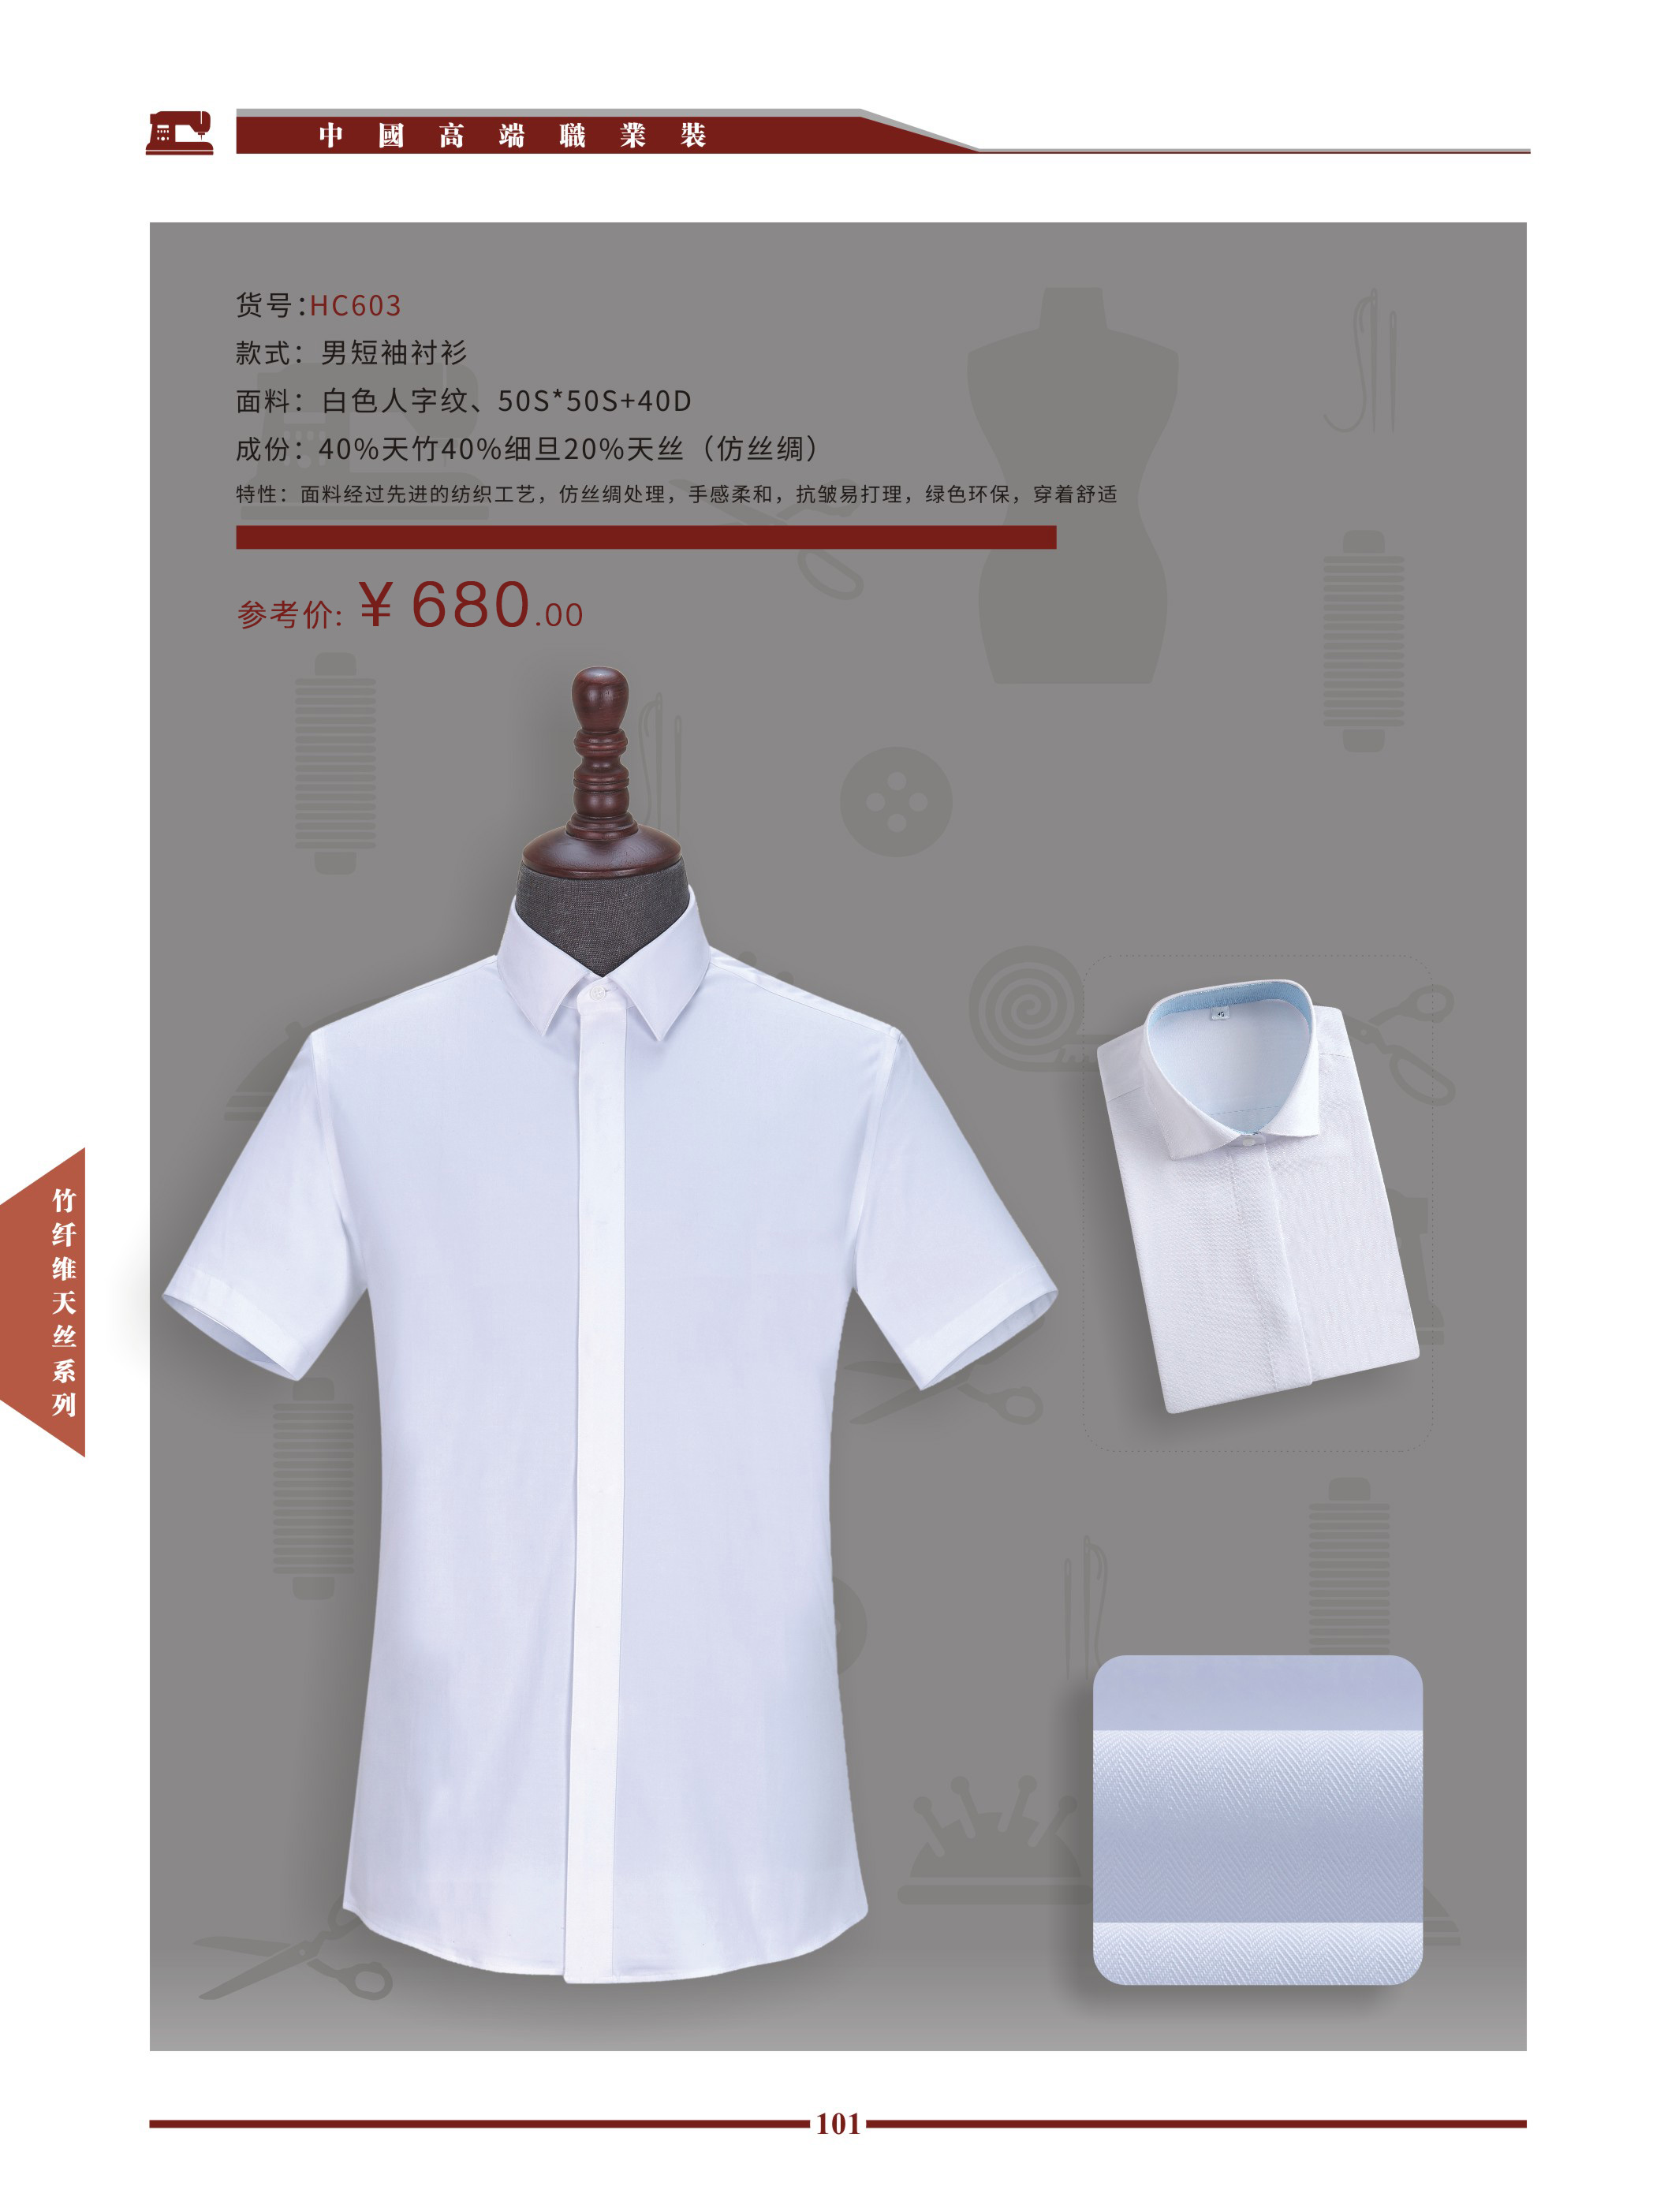 中國高端職業裝
货号:HC603
款式：男短袖衬衫
面料：白色人字纹、50S*50S+40D
成份：40%天竹40%细旦20%天丝（仿丝绸）
特性：面料经过先进的纺织工艺，仿丝绸处理，手感柔和，抗皱易打理，绿色环保，穿着舒适
参考价: ¥680.00
竹纤维天丝系列
101